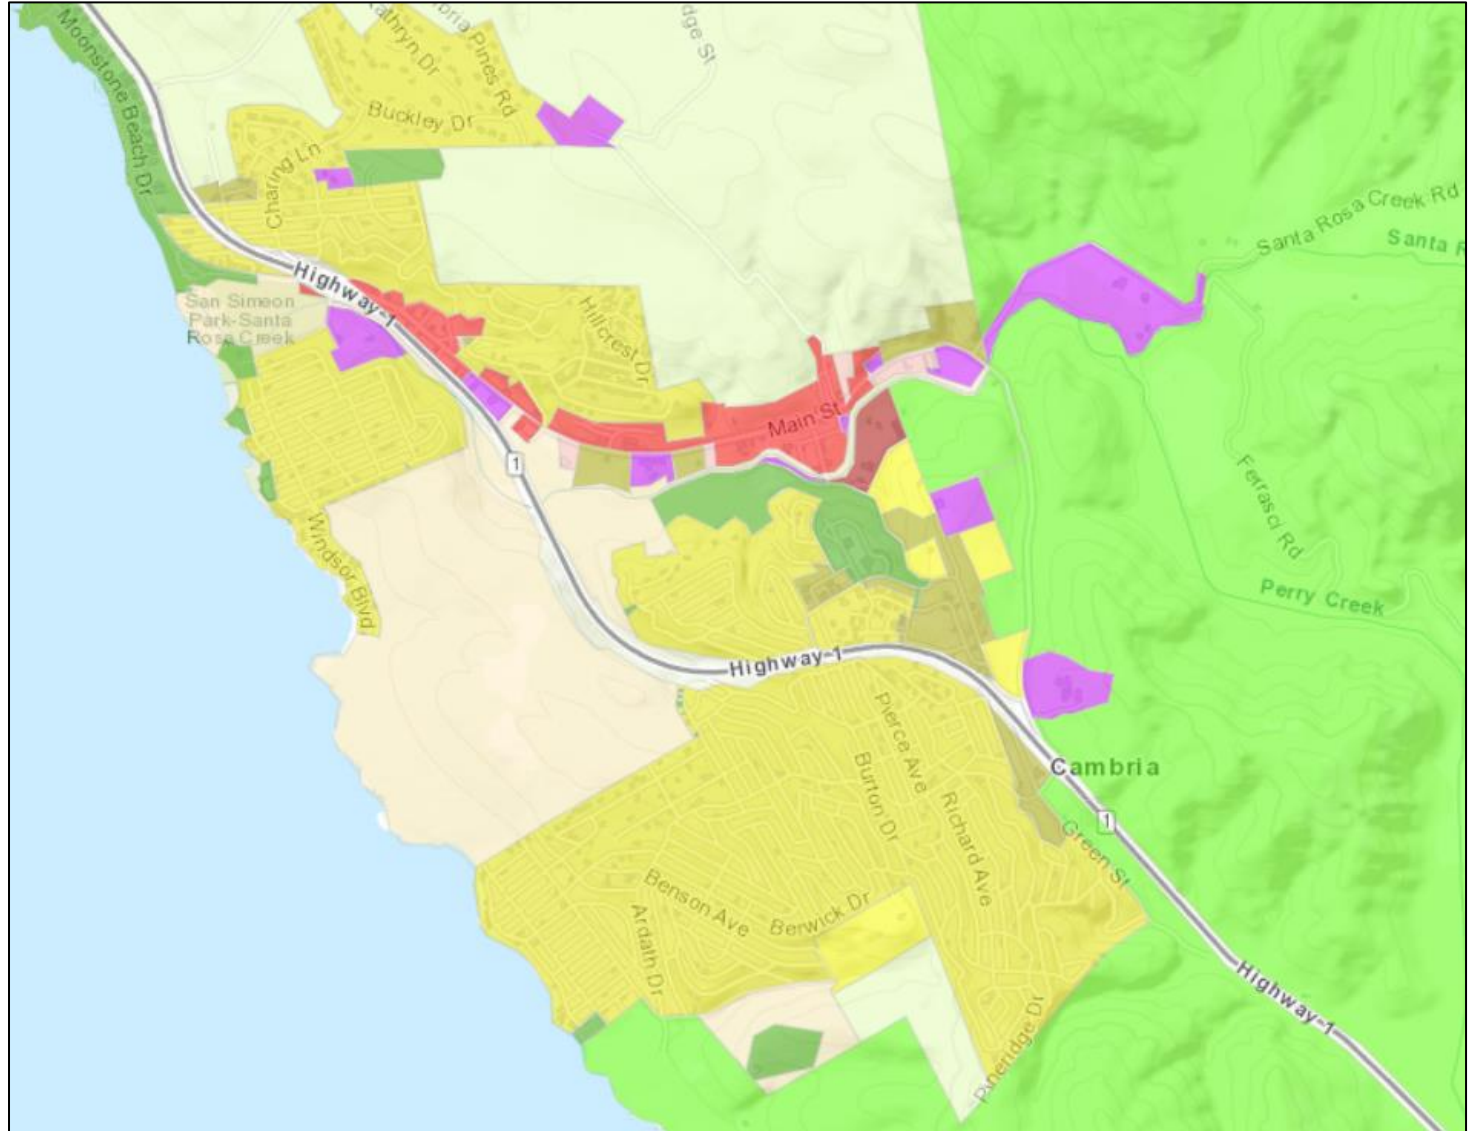 Moonstone Beach Dr
Kathryn Dr
bria Pines Rd
dge St
Buckley Dr
Charing Ln
Highway 1
San Simeon
Park-Santa
Rosa Creek
Hillcrest Dr
Main St
Santa Rosa Creek Rd
Santa R
1
Windsor Blvd
Ferrasci Rd
Perry Creek
Highway 1
Pierce Ave
Burton Dr
Richard Ave
Cambria
1
Green St
Benson Ave
Berwick Dr
Ardath Dr
Pineridge Dr
Highway 1